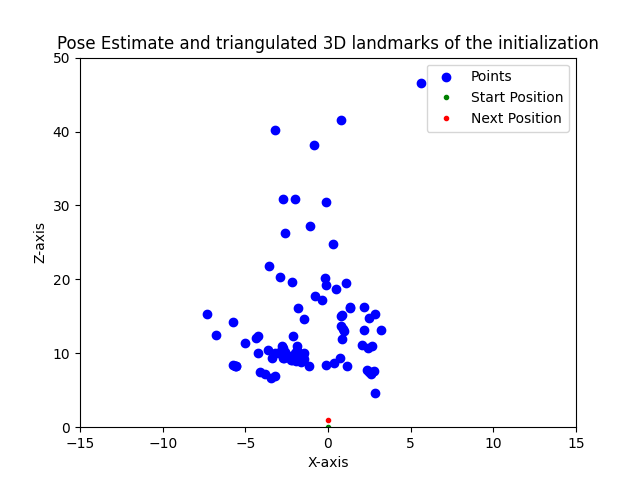 Pose Estimate and triangulated 3D landmarks of the initialization
50
40
30
20
10
0
Z-axis
Points
Start Position
Next Position
−15
−10
−5
0
5
10
15
X-axis